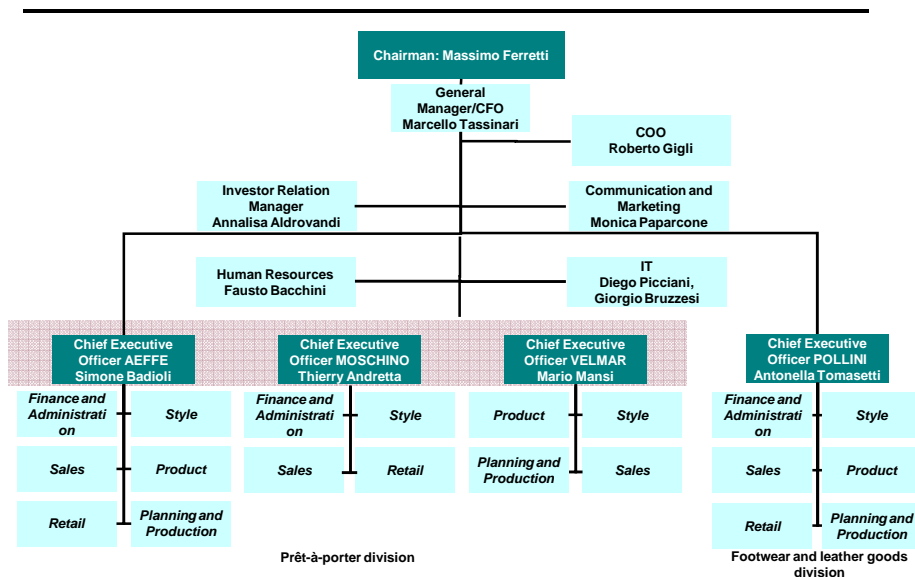 Chairman: Massimo Ferretti
General
Manager/CFO
Marcello Tassinari
COO
Roberto Gigli
Investor Relation
Manager
Annalisa Aldrovandi
Communication and
Marketing
Monica Paparcone
Human Resources
Fausto Bacchini
IT
Diego Picciani,
Giorgio Bruzzesi
Chief Executive
Officer AEFFE
Simone Badioli
Chief Executive
Officer MOSCHINO
Thierry Andretta
Chief Executive
Officer VELMAR
Mario Mansi
Chief Executive
Officer POLLINI
Antonella Tomasetti
Finance and
Administrati
on
Style
Sales
Product
Retail
Planning and
Production
Finance and
Administrati
on
Style
Sales
Retail
Product
Style
Planning and
Production
Sales
Finance and
Administrati
on
Style
Sales
Product
Retail
Planning and
Production
Prêt-à-porter division
Footwear and leather goods
division